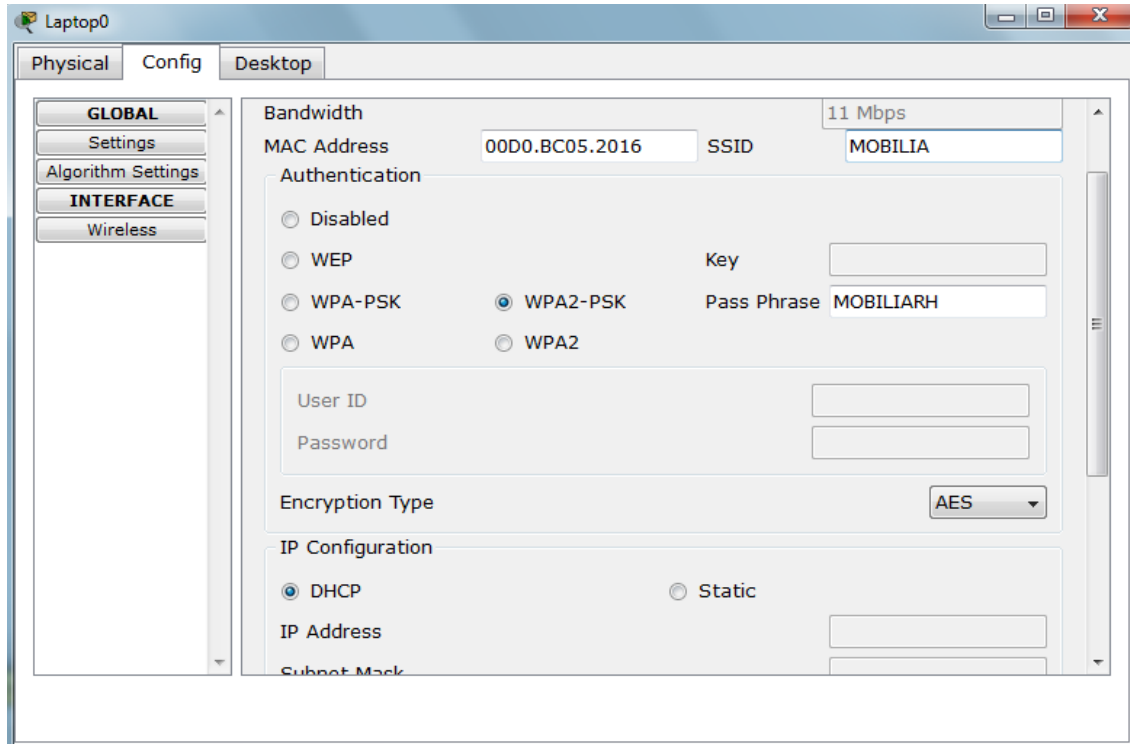 Laptop0
Physical Config Desktop
GLOBAL
Settings
Algorithm Settings
INTERFACE
Wireless
Bandwidth 11 Mbps
MAC Address 00D0.BC05.2016 SSID MOBILIA
Authentication
Disabled
WEP Key
WPA-PSK WPA2-PSK Pass Phrase MOBILIARH
WPA WPA2
User ID
Password
Encryption Type AES
IP Configuration
DHCP Static
IP Address
Subnet Mask